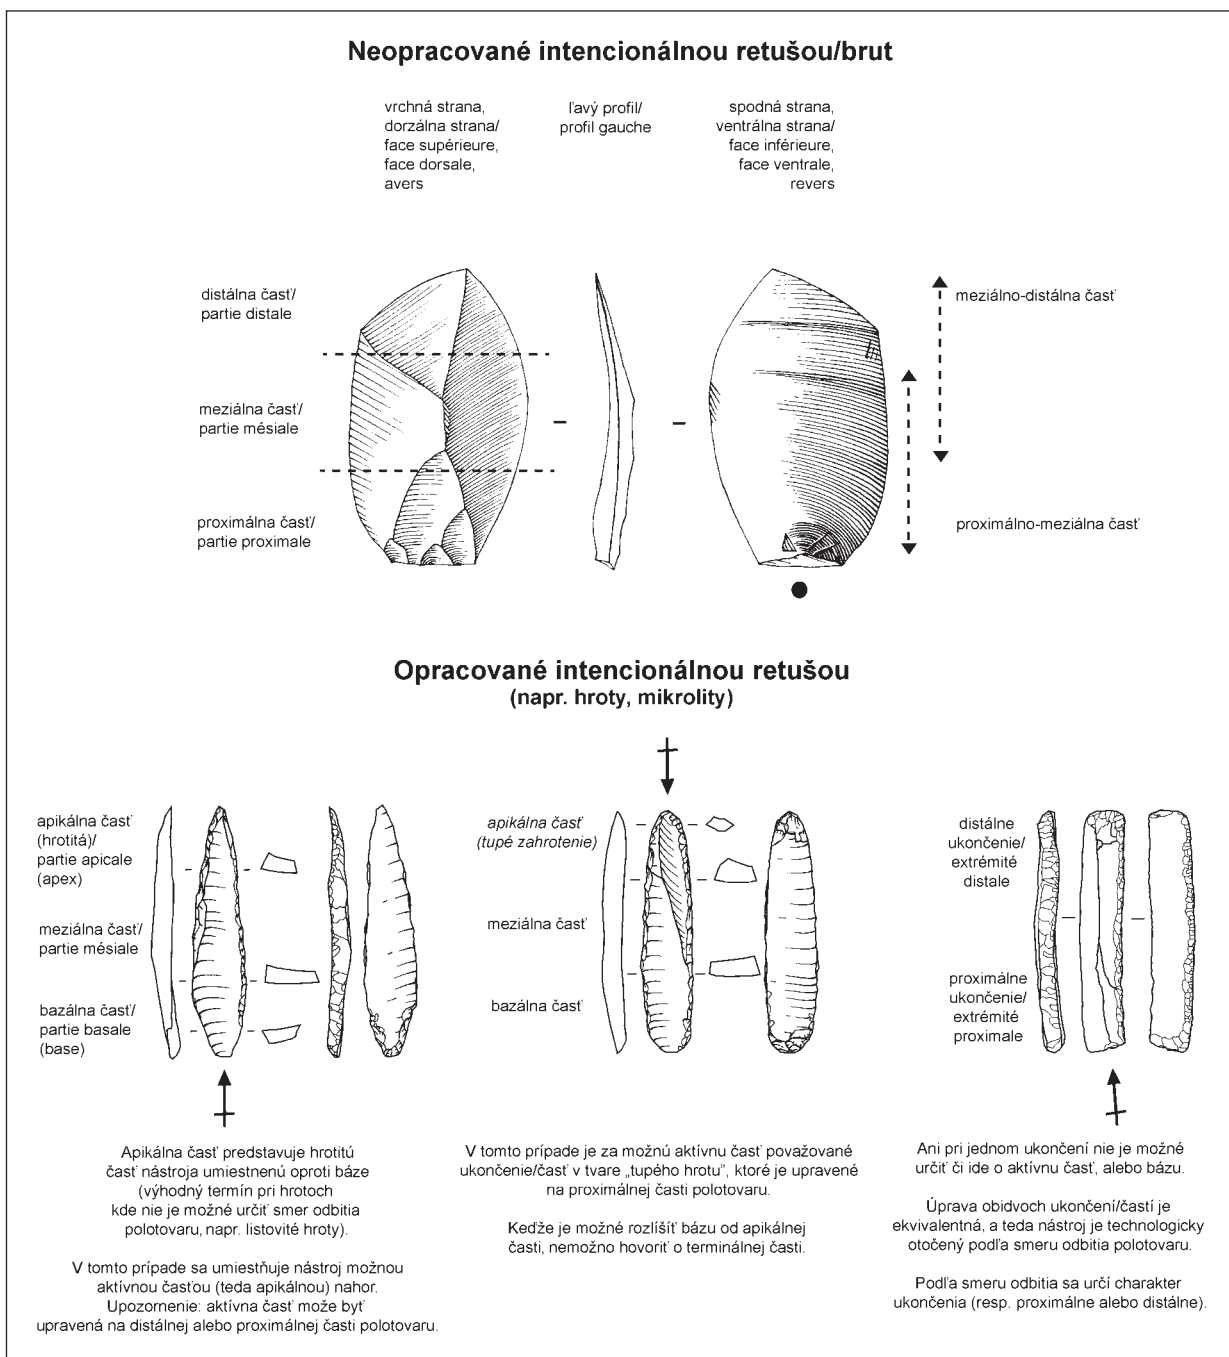 Neopracované intencionálnou retušou/brut
vrchná strana,
dorzálna strana/
face supérieure,
face dorsale,
avers
ľavý profil/
profil gauche
spodná strana,
ventrálna strana/
face inférieure,
face ventrale,
revers
distálna časť/
partie distale
meziálna časť/
partie mésiale
proximálna časť/
partie proximale
meziálno-distálna časť
proximálno-meziálna časť
Opracované intencionálnou retušou
(napr. hroty, mikrolity)
apikálna časť
(hrotitá)/
partie apicale
(apex)
meziálna časť/
partie mésiale
bazálna časť/
partie basale
(base)
Apikálna časť predstavuje hrotitú
časť nástroja umiestnenú oproti báze
(výhodný termín pri hrotoch
kde nie je možné určiť smer odbitia
polotovaru, napr. listovité hroty).
V tomto prípade sa umiestňuje nástroj možnou
aktívnou časťou (teda apikálnou) nahor.
Upozornenie: aktívna časť može byť
upravená na distálnej alebo proximálnej časti polotovaru.
apikálna časť
(tupé zahrotenie)
meziálna časť
bazálna časť
V tomto prípade je za možnú aktívnu časť považované
ukončenie/časť v tvare „tupého hrotu", ktoré je upravené
na proximálnej časti polotovaru.
Keďže je možné rozlíšíť bázu od apikálnej
časti, nemožno hovoriť o terminálnej časti.
distálne
ukončenie/
extrémité
distale
proximálne
ukončenie/
extrémité
proximale
Ani pri jednom ukončení nie je možné
určiť či ide o aktívnu časť, alebo bázu.
Úprava obidvoch ukončení/častí je
ekvivalentná, a teda nástroj je technologicky
otočený podľa smeru odbitia polotovaru.
Podľa smeru odbitia sa určí charakter
ukončenia (resp. proximálne alebo distálne).